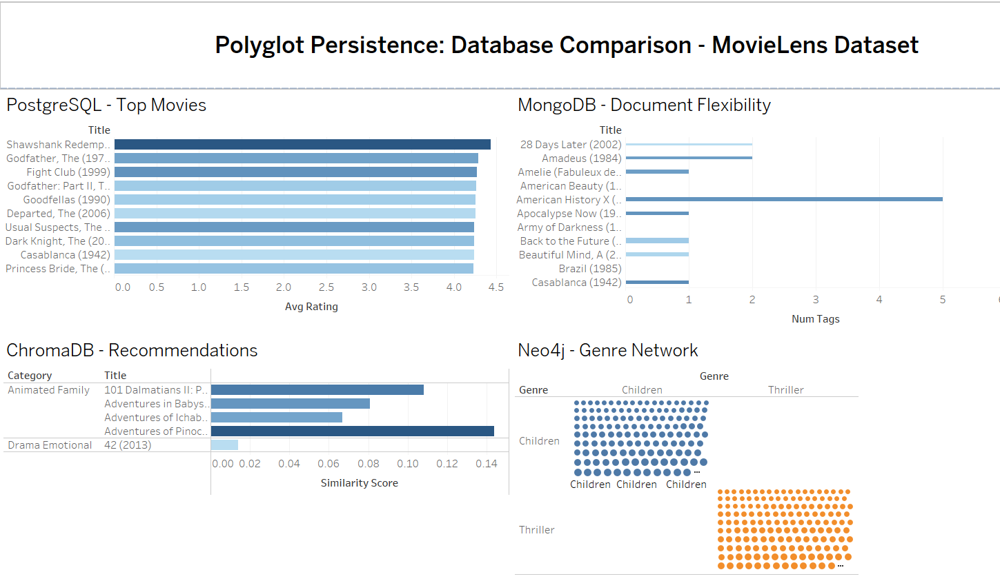 Polyglot Persistence: Database Comparison - MovieLens Dataset
PostgreSQL - Top Movies
Title
Shawshank Redemp..
Godfather, The (197..
Fight Club (1999)
Godfather: Part II, T..
Goodfellas (1990)
Departed, The (2006)
Usual Suspects, The ..
Dark Knight, The (20..
Casablanca (1942)
Princess Bride, The (..
0.0 0.5 1.0 1.5 2.0 2.5 3.0 3.5 4.0 4.5
Avg Rating
MongoDB - Document Flexibility
Title
28 Days Later (2002)
Amadeus (1984)
Amelie (Fabuleux de..
American Beauty (1..
American History X (..
Apocalypse Now (19..
Army of Darkness (1..
Back to the Future (..
Beautiful Mind, A (2..
Brazil (1985)
Casablanca (1942)
0 1 2 3 4 5
Num Tags
ChromaDB - Recommendations
Category Title
Animated Family 101 Dalmatians II: P..
Adventures in Babys..
Adventures of Ichab..
Adventures of Pinoc..
Drama Emotional 42 (2013)
0.00 0.02 0.04 0.06 0.08 0.10 0.12 0.14
Similarity Score
Neo4j - Genre Network
Genre
Genre Children Thriller
Children
...
Children Children Children
Thriller
...